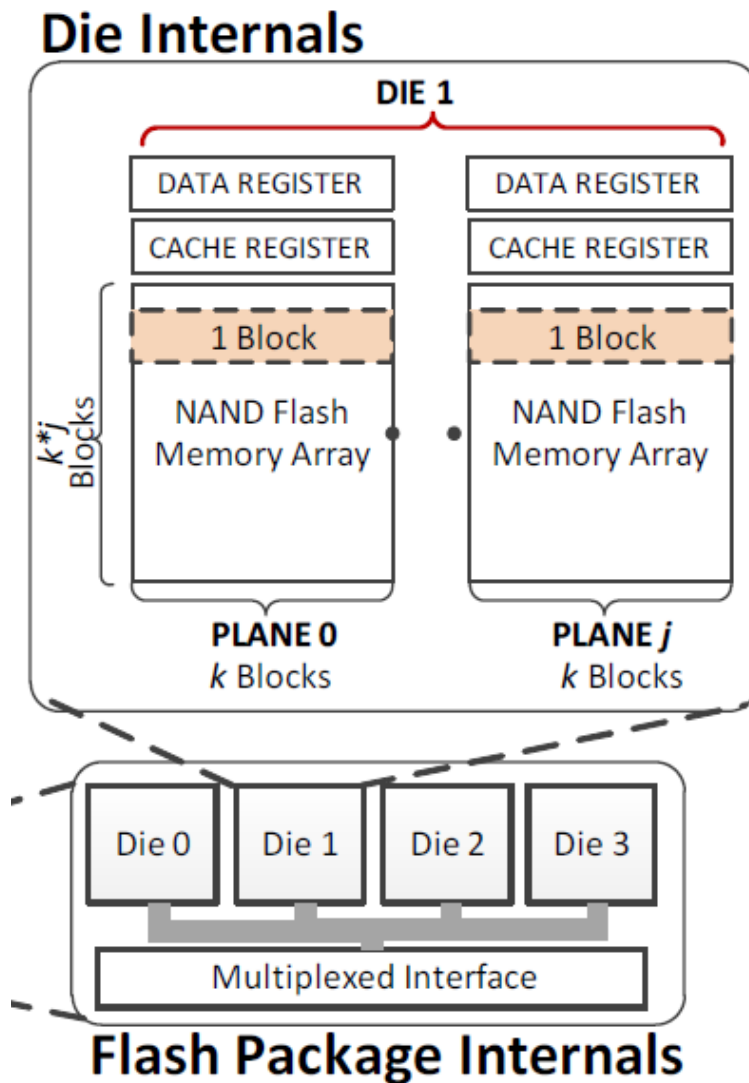 Die Internals
DIE 1
DATA REGISTER
DATA REGISTER
CACHE REGISTER
CACHE REGISTER
1 Block
1 Block
NAND Flash
Memory Array
NAND Flash
Memory Array
k*j
Blocks
PLANE 0
k Blocks
PLANE j
k Blocks
Die 0
Die 1
Die 2
Die 3
Multiplexed Interface
Flash Package Internals